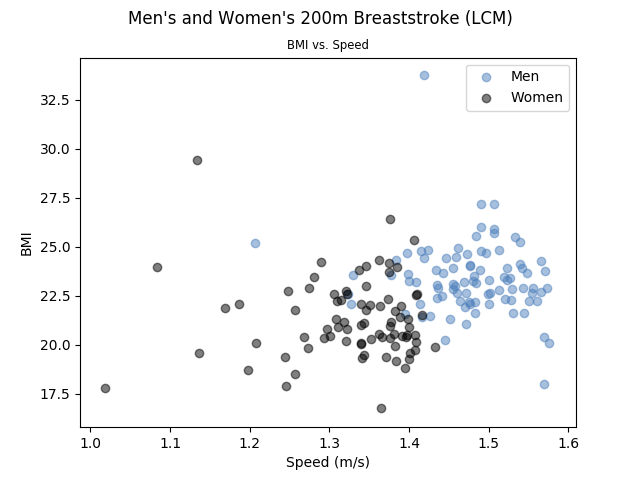 Men's and Women's 200m Breaststroke (LCM)
BMI vs. Speed
Men
Women
32.5
30.0
27.5
25.0
22.5
20.0
17.5
BMI
1.0 1.1 1.2 1.3 1.4 1.5 1.6
Speed (m/s)